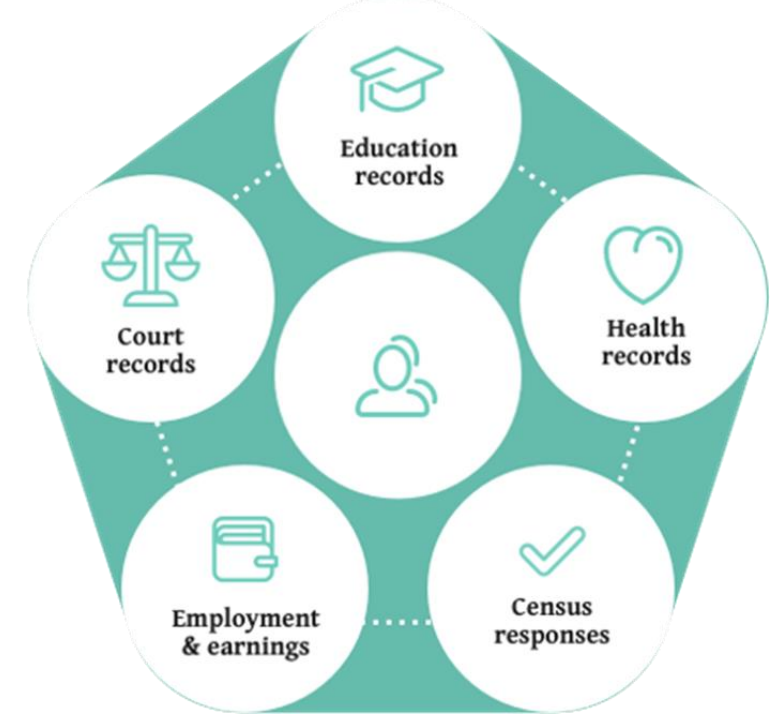 Education
records
Court
records
Health
records
Employment
& earnings
Census
responses